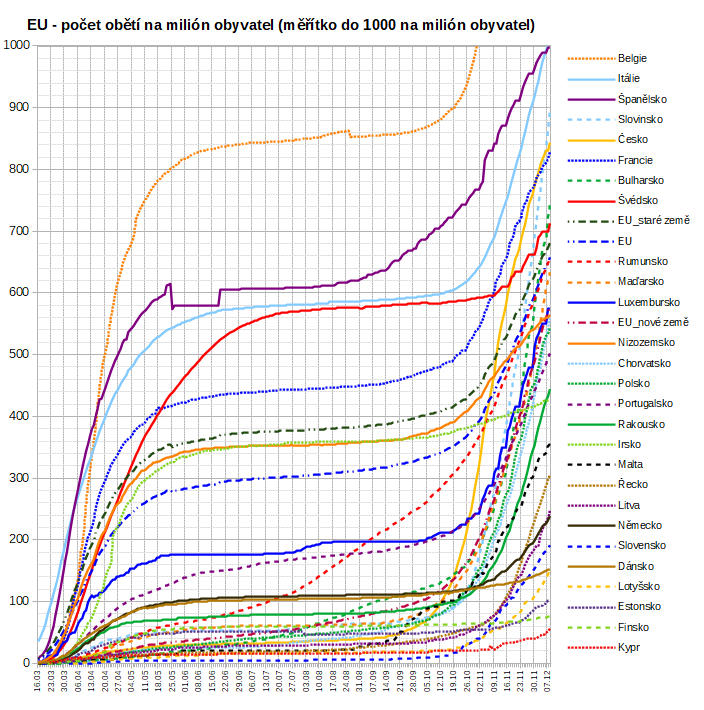 EU - počet obětí na milión obyvatel (měřítko do 1000 na milión obyvatel)
1000
900
800
700
600
500
400
300
200
100
0
16.03 23.03 30.03 06.04 13.04 20.04 27.04 04.05 11.05 18.05 25.05 01.06 08.06 15.06 22.06 29.06 06.07 13.07 20.07 27.07 03.08 10.08 17.08 24.08 31.08 07.09 14.09 21.09 28.09 05.10 12.10 19.10 26.10 02.11 09.11 16.11 23.11 30.11 07.12
Belgie
Itálie
Španělsko
Slovinsko
Česko
Francie
Bulharsko
Švédsko
EU_staré země
EU
Rumunsko
Maďarsko
Luxembursko
EU_nové země
Nizozemsko
Chorvatsko
Polsko
Portugalsko
Rakousko
Irsko
Malta
Řecko
Litva
Německo
Slovensko
Dánsko
Lotyšsko
Estonsko
Finsko
Kypr